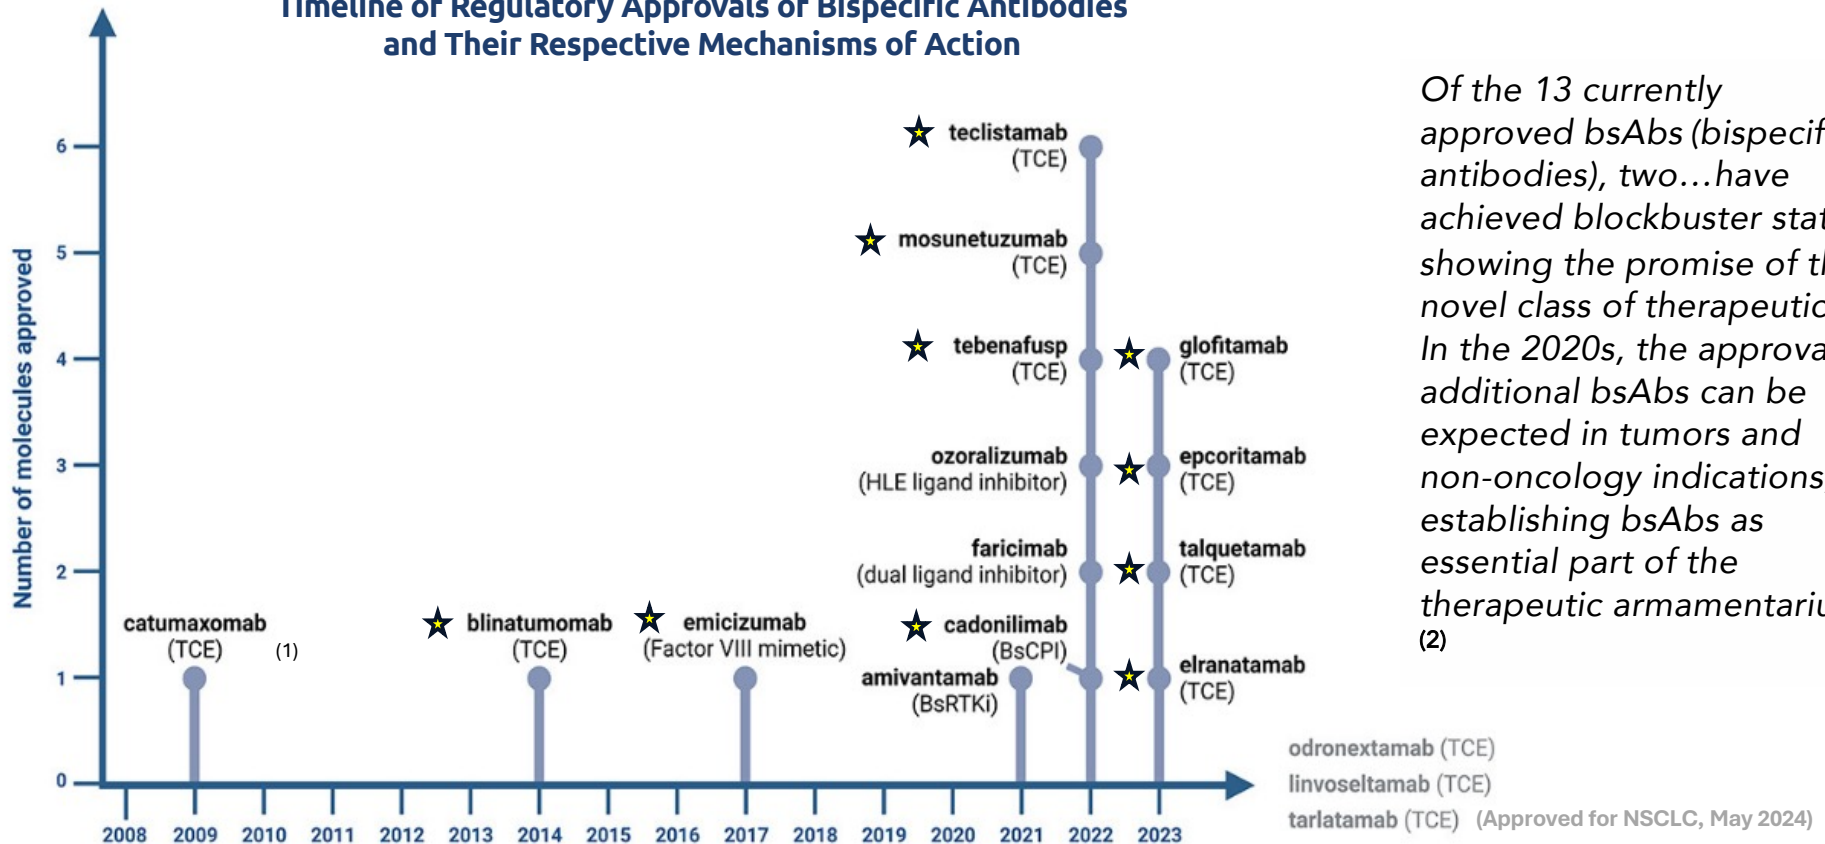 Timeline of Regulatory Approvals of Bispecific Antibodies
and Their Respective Mechanisms of Action
Number of molecules approved
6
5
4
3
2
1
0
teclistamab
(TCE)
mosunetuzumab
(TCE)
tebenafusp
(TCE)
ozoralizumab
(HLE ligand inhibitor)
faricimab
(dual ligand inhibitor)
cadonilimab
(BsCPI)
amivantamab
(BsRTKi)
glofitamab
(TCE)
epcoritamab
(TCE)
talquetamab
(TCE)
elranatamab
(TCE)
catumaxomab
(TCE) (1)
blinatumomab
(TCE)
emicizumab
(Factor VIII mimetic)
2008 2009 2010 2011 2012 2013 2014 2015 2016 2017 2018 2019 2020 2021 2022 2023
Of the 13 currently
approved bsAbs (bispecif
antibodies), two...have
achieved blockbuster stat
showing the promise of t
novel class of therapeutic
In the 2020s, the approva
additional bsAbs can be
expected in tumors and
non-oncology indications,
establishing bsAbs as
essential part of the
therapeutic armamentariu
(2)
odronextamab (TCE)
linvoseltamab (TCE)
tarlatamab (TCE) (Approved for NSCLC, May 2024)